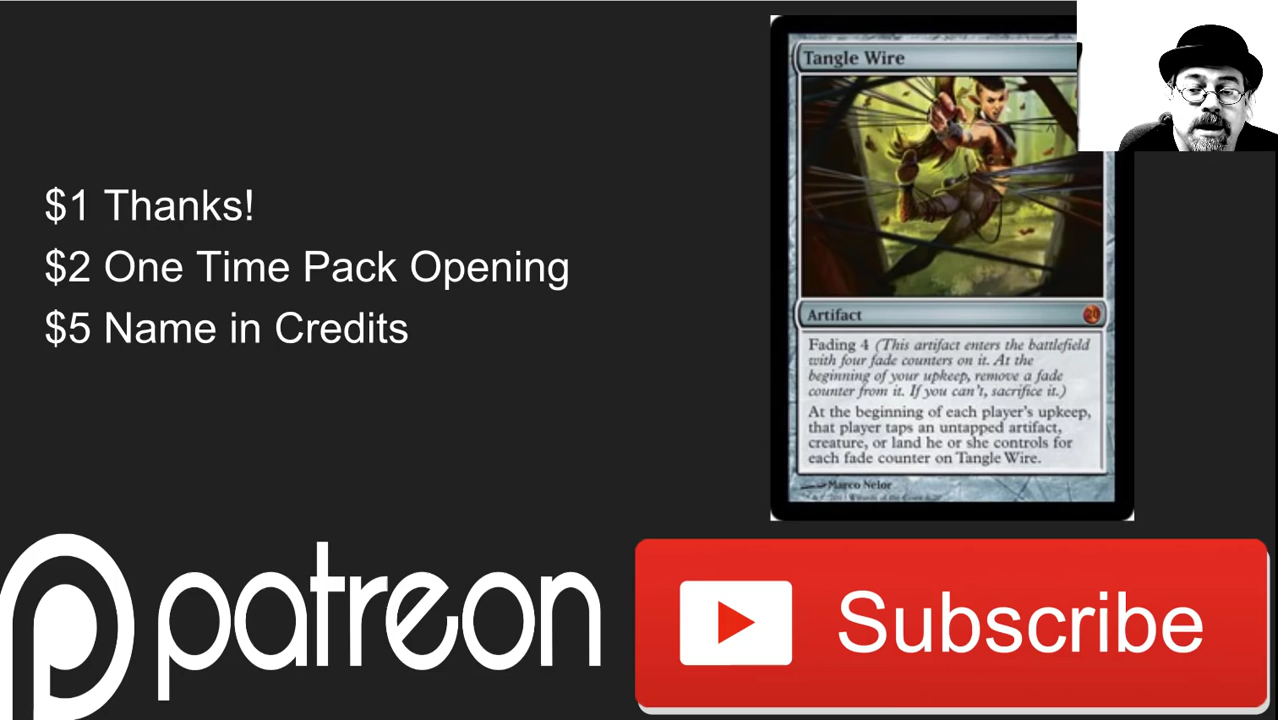 $1 Thanks!
$2 One Time Pack Opening
$5 Name in Credits
Tangle Wire
Artifact
20
Fading 4 (This artifact enters the battlefield
with four fade counters on it. At the
beginning of your upkeep, remove a fade
counter from it. If you can't, sacrifice it.)
At the beginning of each player's upkeep,
that player taps an untapped artifact,
creature, or land he or she controls for
each fade counter on Tangle Wire.
Marco Nelor
patreon
Subscribe